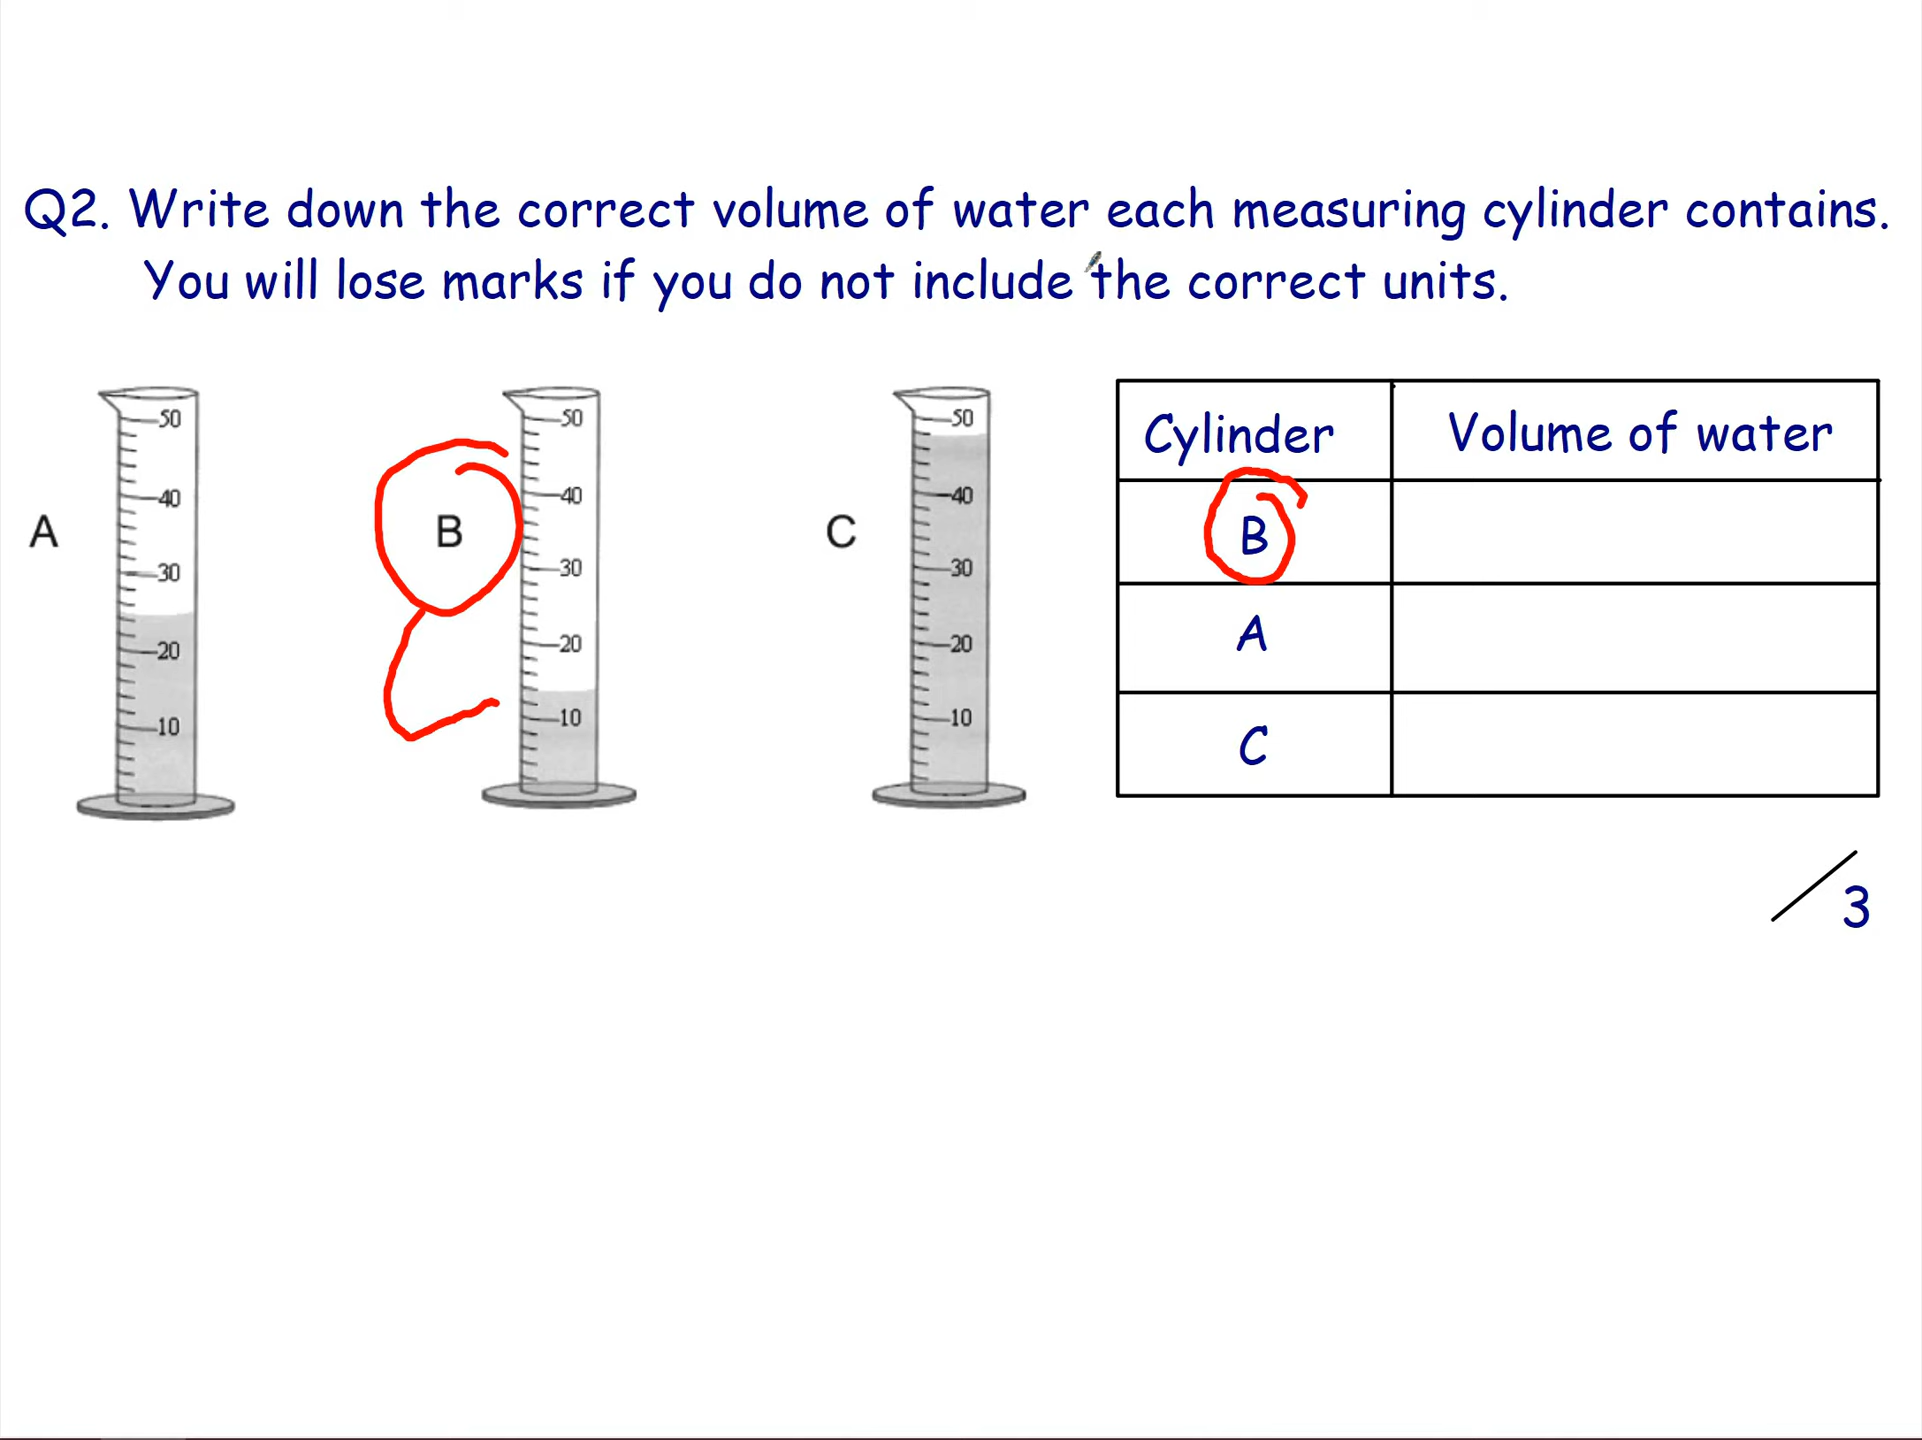 Q2. Write down the correct volume of water each measuring cylinder contains.
You will lose marks if you do not include the correct units.
A
50
40
30
20
10
B
50
40
30
20
10
C
50
40
30
20
10
Cylinder Volume of water
B
A
C
/3